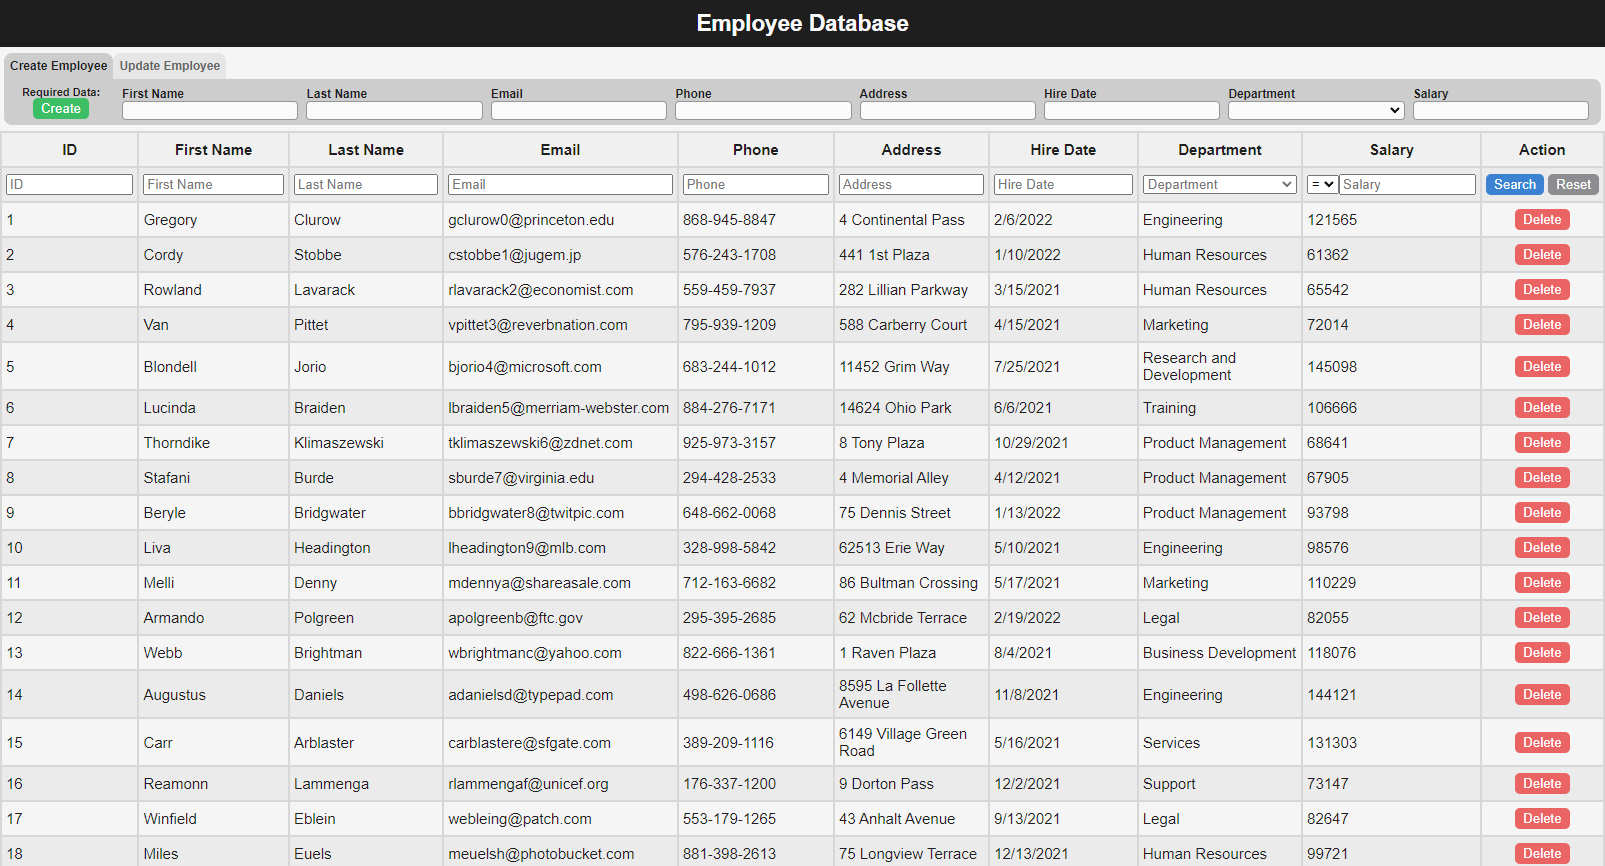 Employee Database
Create Employee Update Employee
Required Data: First Name Last Name Email Phone Address Hire Date Department Salary
Create
ID First Name Last Name Email Phone Address Hire Date Department Salary Action
ID First Name Last Name Email Phone Address Hire Date Department = Salary Search Reset
1 Gregory Clurow gclurow0@princeton.edu 868-945-8847 4 Continental Pass 2/6/2022 Engineering 121565 Delete
2 Cordy Stobbe cstobbe1@jugem.jp 576-243-1708 441 1st Plaza 1/10/2022 Human Resources 61362 Delete
3 Rowland Lavarack rlavarack2@economist.com 559-459-7937 282 Lillian Parkway 3/15/2021 Human Resources 65542 Delete
4 Van Pittet vpittet3@reverbnation.com 795-939-1209 588 Carberry Court 4/15/2021 Marketing 72014 Delete
5 Blondell Jorio bjorio4@microsoft.com 683-244-1012 11452 Grim Way 7/25/2021 Research and Development 145098 Delete
6 Lucinda Braiden lbraiden5@merriam-webster.com 884-276-7171 14624 Ohio Park 6/6/2021 Training 106666 Delete
7 Thorndike Klimaszewski tklimaszewski6@zdnet.com 925-973-3157 8 Tony Plaza 10/29/2021 Product Management 68641 Delete
8 Stafani Burde sburde7@virginia.edu 294-428-2533 4 Memorial Alley 4/12/2021 Product Management 67905 Delete
9 Beryle Bridgwater bbridgwater8@twitpic.com 648-662-0068 75 Dennis Street 1/13/2022 Product Management 93798 Delete
10 Liva Headington lheadington9@mlb.com 328-998-5842 62513 Erie Way 5/10/2021 Engineering 98576 Delete
11 Melli Denny mdennya@shareasale.com 712-163-6682 86 Bultman Crossing 5/17/2021 Marketing 110229 Delete
12 Armando Polgreen apolgreenb@ftc.gov 295-395-2685 62 Mcbride Terrace 2/19/2022 Legal 82055 Delete
13 Webb Brightman wbrightmanc@yahoo.com 822-666-1361 1 Raven Plaza 8/4/2021 Business Development 118076 Delete
14 Augustus Daniels adanielsd@typepad.com 498-626-0686 8595 La Follette Avenue 11/8/2021 Engineering 144121 Delete
15 Carr Arblaster carblastere@sfgate.com 389-209-1116 6149 Village Green Road 5/16/2021 Services 131303 Delete
16 Reamonn Lammenga rlammengaf@unicef.org 176-337-1200 9 Dorton Pass 12/2/2021 Support 73147 Delete
17 Winfield Eblein webleing@patch.com 553-179-1265 43 Anhalt Avenue 9/13/2021 Legal 82647 Delete
18 Miles Euels meuelsh@photobucket.com 881-398-2613 75 Longview Terrace 12/13/2021 Human Resources 99721 Delete